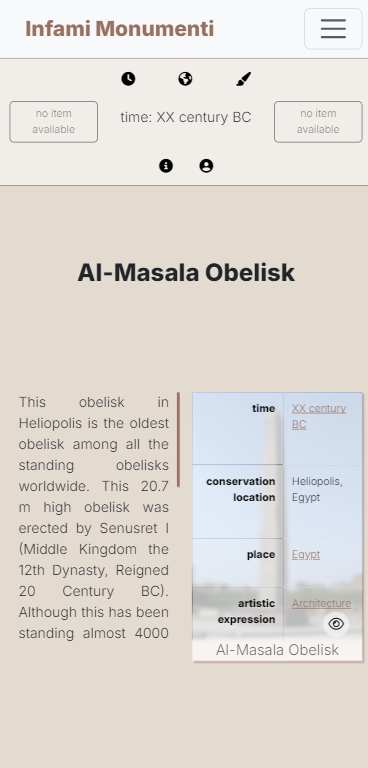 Infami Monumenti
no item
available
time: XX century BC
no item
available
Al-Masala Obelisk
This obelisk in
Heliopolis is the oldest
obelisk among all the
standing obelisks
worldwide. This 20.7
m high obelisk was
erected by Senusret I
(Middle Kingdom the
12th Dynasty, Reigned
20 Century BC).
Although this has been
standing almost 4000
time XX century
BC
conservation Heliopolis,
location Egypt
place Egypt
artistic Architecture
expression
Al-Masala Obelisk